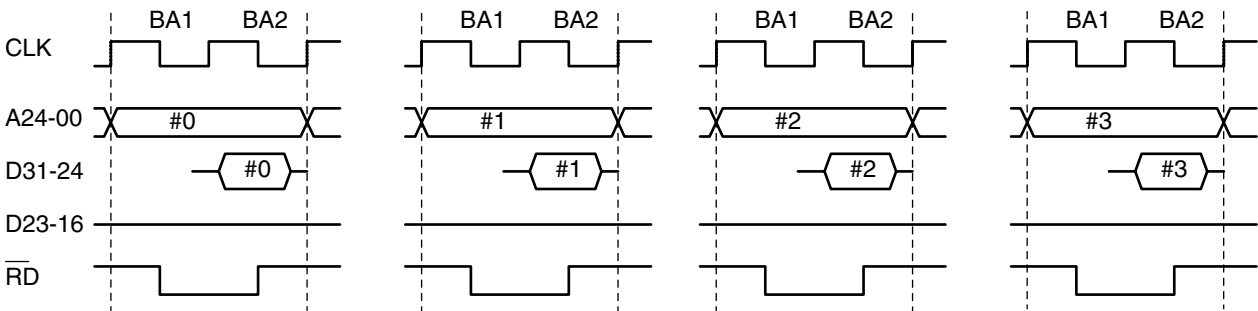 BA1 BA2 BA1 BA2 BA1 BA2 BA1 BA2
CLK
A24-00 #0 #1 #2 #3
D31-24 #0 #1 #2 #3
D23-16
RD